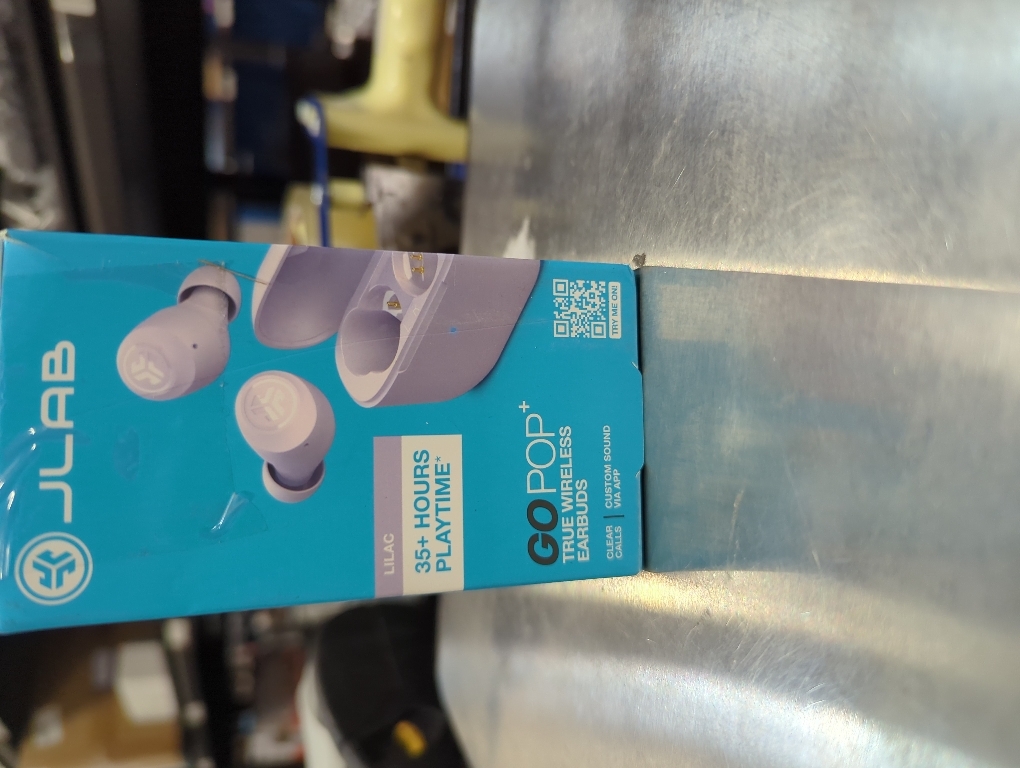 JLAB
LILAC
35+ HOURS
PLAYTIME*
GO POP+
TRUE WIRELESS
EARBUDS
CLEAR
CALLS
CUSTOM SOUND
VIA APP
TRY ME ON!